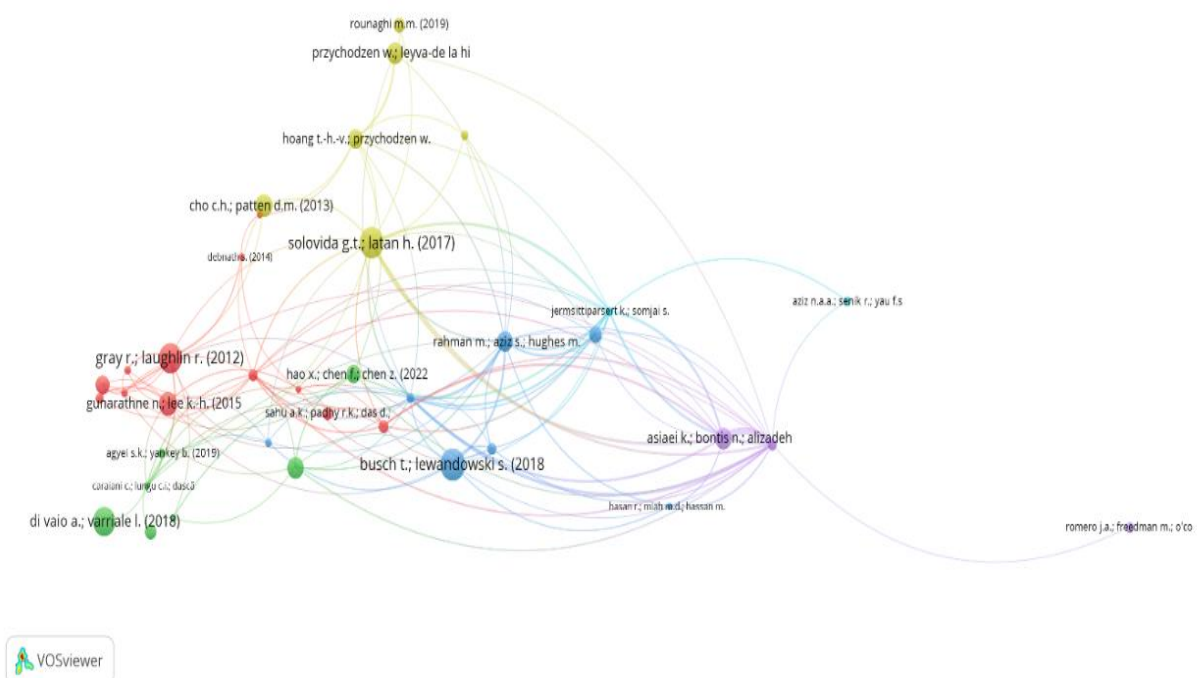 rounaghi m.m. (2019)
przychodzen w.; leyva-de la hi
hoang t.-h.-v.; przychodzen w.
cho c.h.; patten d.m. (2013)
solovida g.t.; latan h. (2017)
debnath s. (2014)
aziz n.a.a.; senik r.; yau f.s
jermsittiparsert k.; somjai s.
rahman m.; aziz s.; hughes m.
gray r.; laughlin r. (2012)
hao x.; chen f.; chen z. (2022
gunarathne n.; lee k.-h. (2015
sahu a.k.; padhy r.k.; das d.;
asiaei k.; bontis n.; alizadeh
agyei s.k.; yankey b. (2019)
busch t.; lewandowski s. (2018
caraiani c.; lungu c.i.; dască
hasan r.; miah m.d.; hassan m.
di vaio a.; varriale l. (2018)
romero j.a.; freedman m.; o'co
VOSviewer